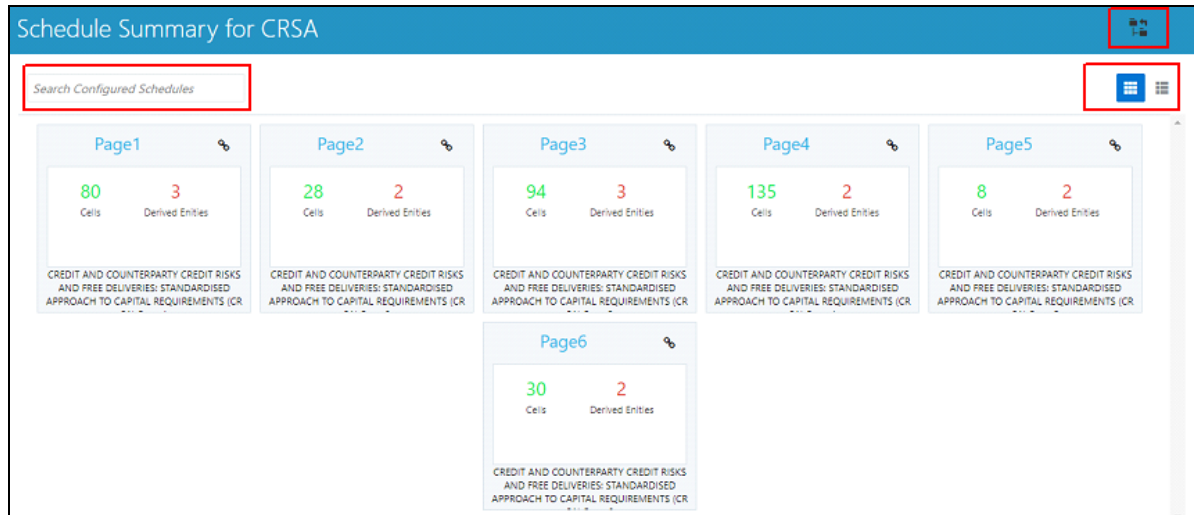 Schedule Summary for CRSA
Search Configured Schedules
Page1
80 3
Cells Derived Enities
CREDIT AND COUNTERPARTY CREDIT RISKS
AND FREE DELIVERIES: STANDARDISED
APPROACH TO CAPITAL REQUIREMENTS (CR
Page2
28 2
Cells Derived Enities
CREDIT AND COUNTERPARTY CREDIT RISKS
AND FREE DELIVERIES: STANDARDISED
APPROACH TO CAPITAL REQUIREMENTS (CR
Page3
94 3
Cells Derived Enities
CREDIT AND COUNTERPARTY CREDIT RISKS
AND FREE DELIVERIES: STANDARDISED
APPROACH TO CAPITAL REQUIREMENTS (CR
Page4
135 2
Cells Derived Enities
CREDIT AND COUNTERPARTY CREDIT RISKS
AND FREE DELIVERIES: STANDARDISED
APPROACH TO CAPITAL REQUIREMENTS (CR
Page5
8 2
Cells Derived Enities
CREDIT AND COUNTERPARTY CREDIT RISKS
AND FREE DELIVERIES: STANDARDISED
APPROACH TO CAPITAL REQUIREMENTS (CR
Page6
30 2
Cells Derived Enities
CREDIT AND COUNTERPARTY CREDIT RISKS
AND FREE DELIVERIES: STANDARDISED
APPROACH TO CAPITAL REQUIREMENTS (CR